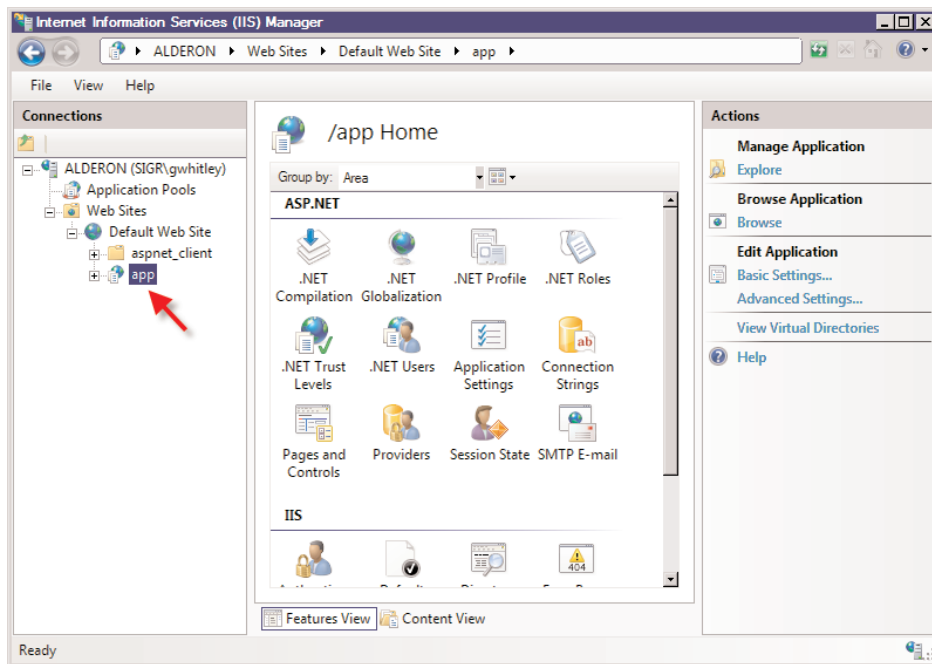 Internet Information Services (IIS) Manager
ALDERON Web Sites Default Web Site app
File View Help
Connections
ALDERON (SIGR\gwhitley)
Application Pools
Web Sites
Default Web Site
aspnet_client
app
/app Home
Group by: Area
ASP.NET
.NET Compilation
.NET Globalization
.NET Profile
.NET Roles
.NET Trust Levels
.NET Users
Application Settings
Connection Strings
ab
Pages and Controls
Providers
Session State
SMTP E-mail
IIS
404
Features View
Content View
Actions
Manage Application
Explore
Browse Application
Browse
Edit Application
Basic Settings...
Advanced Settings...
View Virtual Directories
Help
Ready